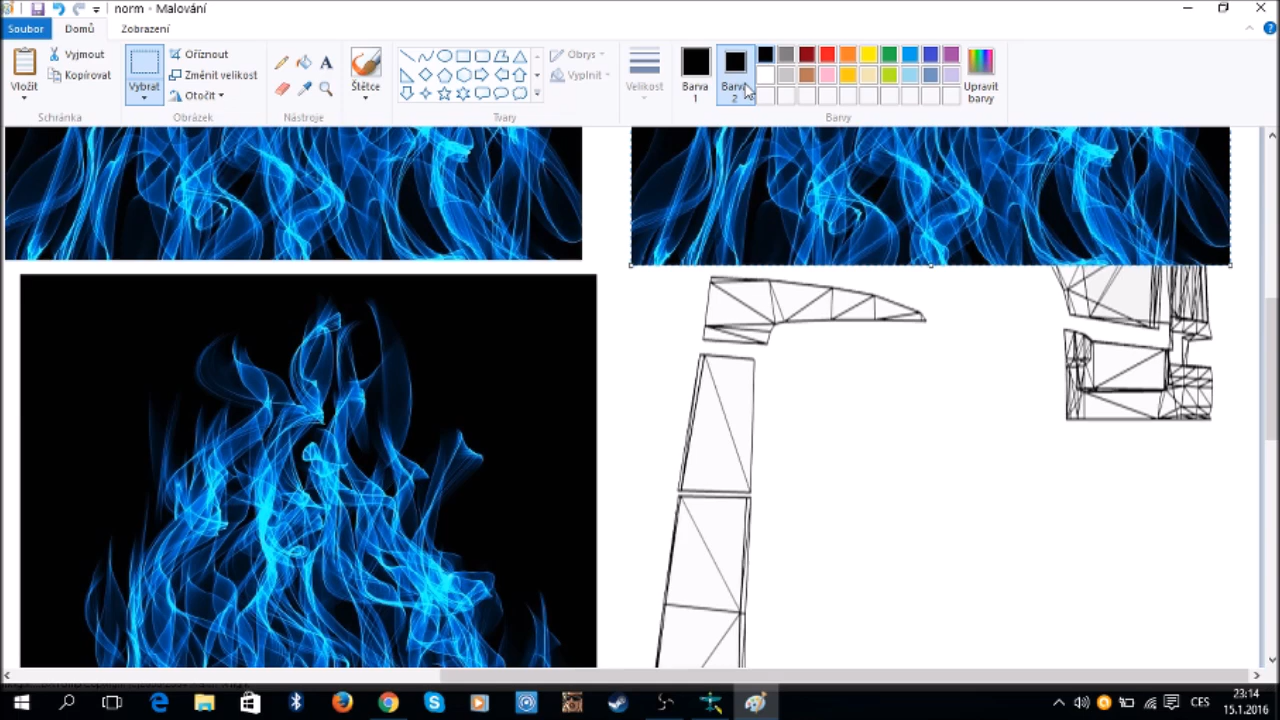 norm - Malování
Soubor
Domů
Zobrazení
Vložit
Vyjmout
Kopírovat
Schránka
Vybrat
Oříznout
Změnit velikost
Otočit
Obrázek
A
Nástroje
Štětce
Obrys
Vyplnit
Tvary
Velikost
Barva
1
Barva
2
Upravit
barvy
Barvy
CES
23:14
15.1.2016